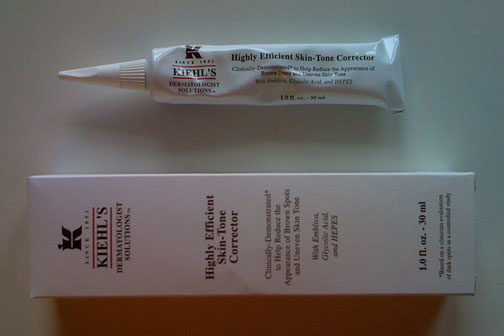 K
SINCE 1851
KIEHL'S
DERMATOLOGIST
SOLUTIONS™
Highly Efficient Skin-Tone Corrector
Clinically-Demonstrated* to Help Reduce the Appearance of
Brown Spots and Uneven Skin Tone
With Emblica, Glycolic Acid, and HEPES
1.0 fl. oz. - 30 ml
K
SINCE 1851
KIEHL'S
DERMATOLOGIST
SOLUTIONS™
Highly Efficient
Skin-Tone
Corrector
Clinically-Demonstrated*
to Help Reduce the
Appearance of Brown Spots
and Uneven Skin Tone
With Emblica,
Glycolic Acid,
and HEPES
1.0 fl. oz. - 30 ml
*Based on a clinician evaluation
of dark spots in a controlled study